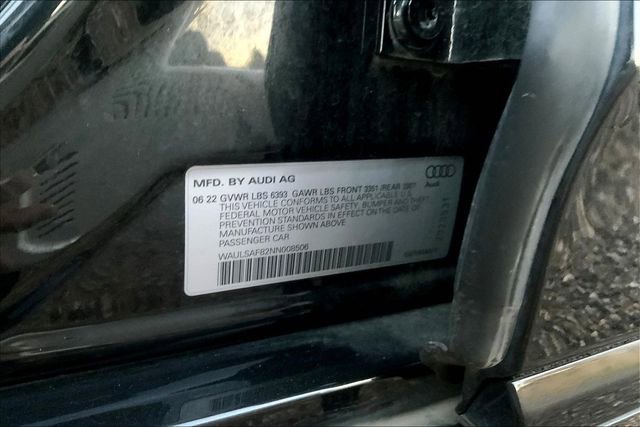 MFD. BY AUDI AG
06 22 GVWR LBS 6393 GAWR LBS FRONT 3351 /REAR
THIS VEHICLE CONFORMS TO ALL APPLICABLE U.S.
FEDERAL MOTOR VEHICLE SAFETY, BUMPER AND THEFT
PREVENTION STANDARDS IN EFFECT ON THE DATE OF
MANUFACTURE SHOWN ABOVE
PASSENGER CAR
WAULSAF82NN008506
Audi